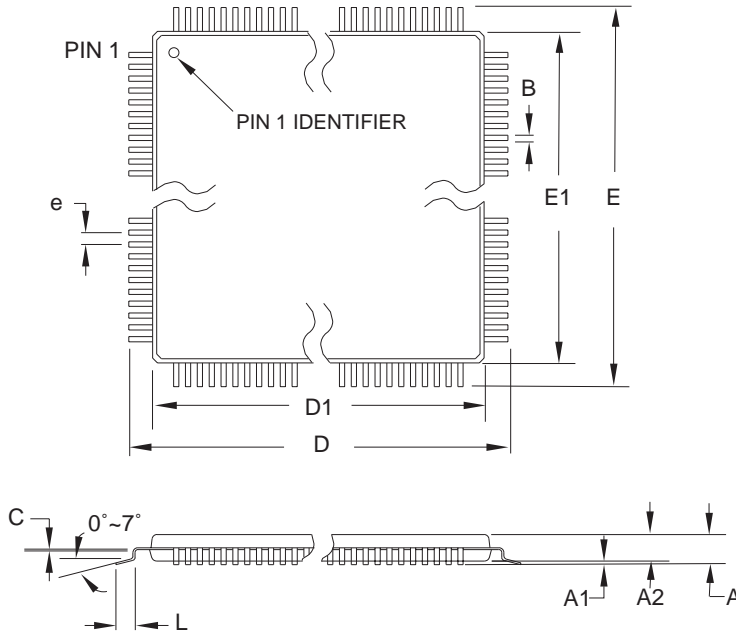 PIN 1
B
PIN 1 IDENTIFIER
e
E1
E
D1
D
C
0˚~7˚
A1
A2
A
L